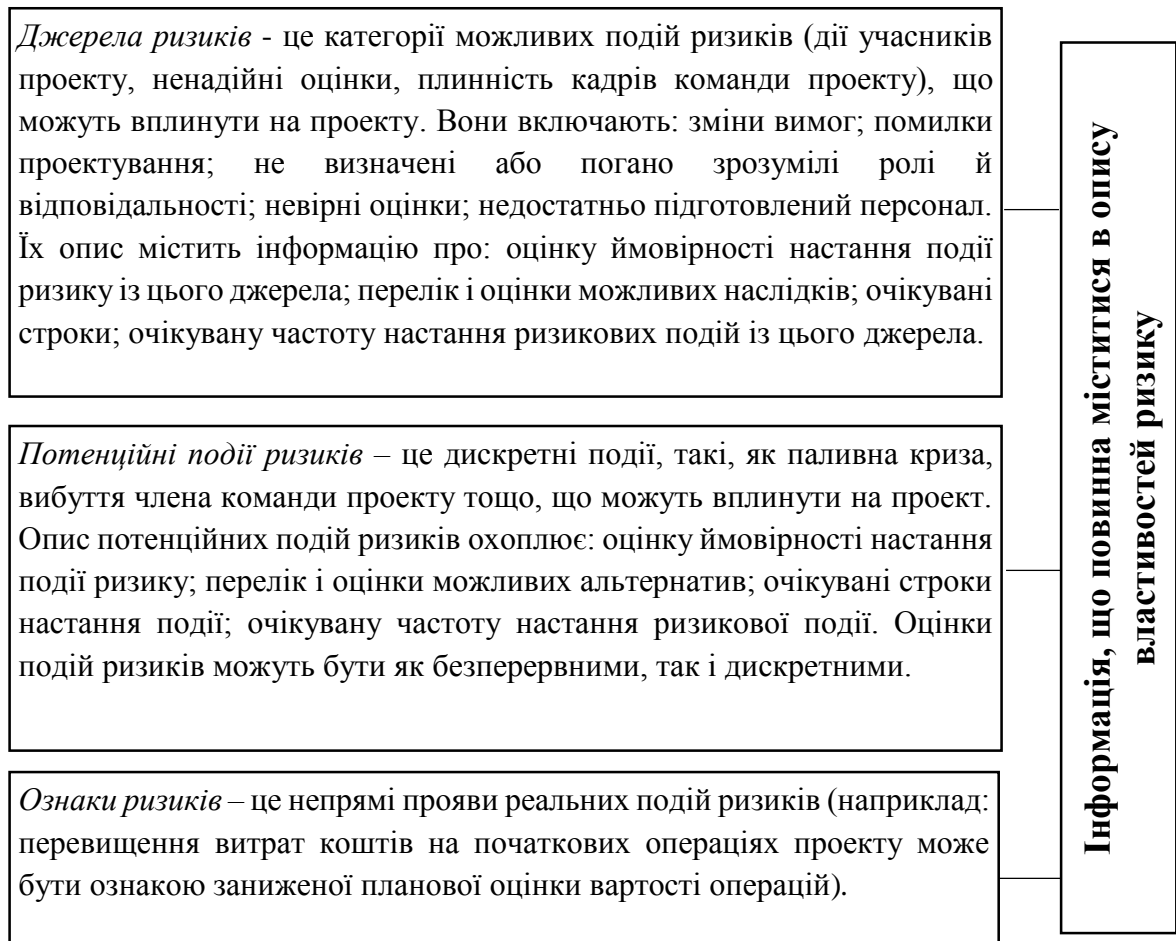 Джерела ризиків - це категорії можливих подій ризиків (дії учасників
проекту, ненадійні оцінки, плинність кадрів команди проекту), що
можуть вплинути на проекту. Вони включають: зміни вимог; помилки
проектування; не визначені або погано зрозумілі ролі й
відповідальності; невірні оцінки; недостатньо підготовлений персонал.
Їх опис містить інформацію про: оцінку ймовірності настання події
ризику із цього джерела; перелік і оцінки можливих наслідків; очікувані
строки; очікувану частоту настання ризикових подій із цього джерела.
Потенційні події ризиків – це дискретні події, такі, як паливна криза,
вибуття члена команди проекту тощо, що можуть вплинути на проект.
Опис потенційних подій ризиків охоплює: оцінку ймовірності настання
події ризику; перелік і оцінки можливих альтернатив; очікувані строки
настання події; очікувану частоту настання ризикової події. Оцінки
подій ризиків можуть бути як безперервними, так і дискретними.
Ознаки ризиків – це непрямі прояви реальних подій ризиків (наприклад:
перевищення витрат коштів на початкових операціях проекту може
бути ознакою заниженої планової оцінки вартості операцій).
Інформація, що повинна міститися в опису
властивостей ризику